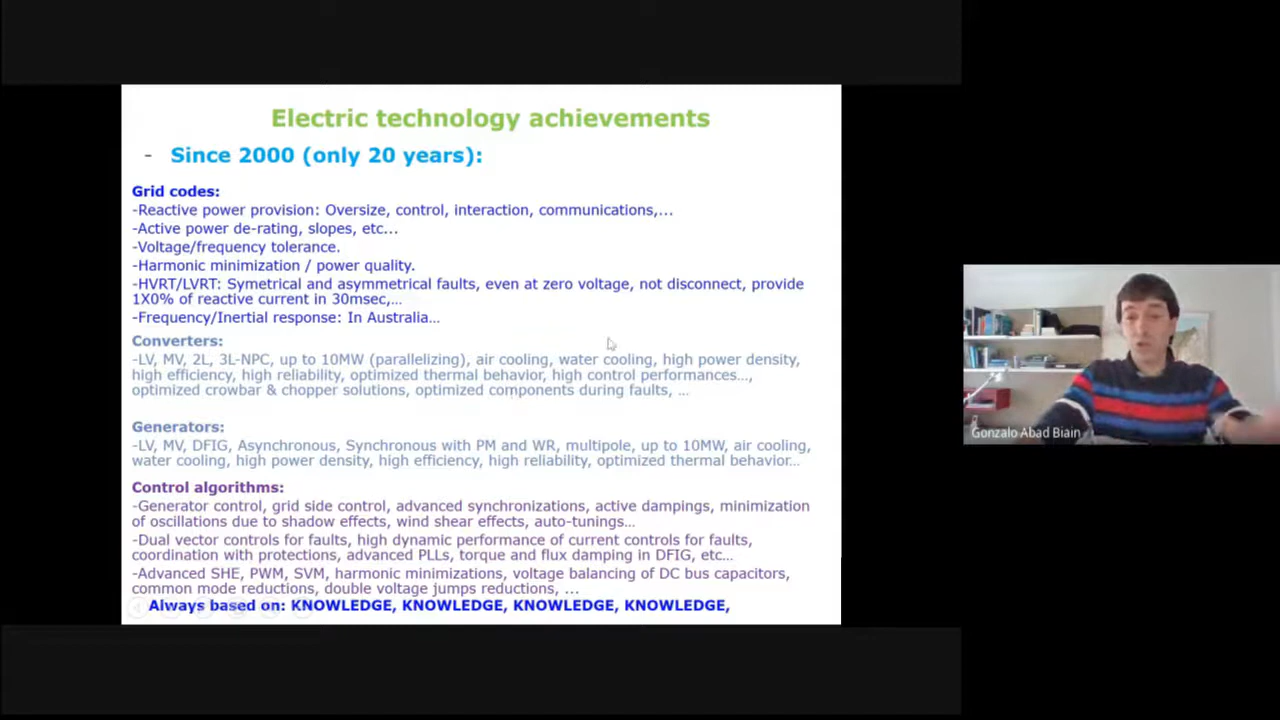 Electric technology achievements
- Since 2000 (only 20 years):
Grid codes:
-Reactive power provision: Oversize, control, interaction, communications,...
-Active power de-rating, slopes, etc...
-Voltage/frequency tolerance.
-Harmonic minimization / power quality.
-HVRT/LVRT: Symetrical and asymmetrical faults, even at zero voltage, not disconnect, provide
1X0% of reactive current in 30msec,...
-Frequency/Inertial response: In Australia...
Converters:
-LV, MV, 2L, 3L-NPC, up to 10MW (parallelizing), air cooling, water cooling, high power density,
high efficiency, high reliability, optimized thermal behavior, high control performances...,
optimized crowbar & chopper solutions, optimized components during faults, ...
Generators:
-LV, MV, DFIG, Asynchronous, Synchronous with PM and WR, multipole, up to 10MW, air cooling,
water cooling, high power density, high efficiency, high reliability, optimized thermal behavior...
Control algorithms:
-Generator control, grid side control, advanced synchronizations, active dampings, minimization
of oscillations due to shadow effects, wind shear effects, auto-tunings...
-Dual vector controls for faults, high dynamic performance of current controls for faults,
coordination with protections, advanced PLLs, torque and flux damping in DFIG, etc...
-Advanced SHE, PWM, SVM, harmonic minimizations, voltage balancing of DC bus capacitors,
common mode reductions, double voltage jumps reductions, ...
Always based on: KNOWLEDGE, KNOWLEDGE, KNOWLEDGE, KNOWLEDGE,
Gonzalo Abad Biain